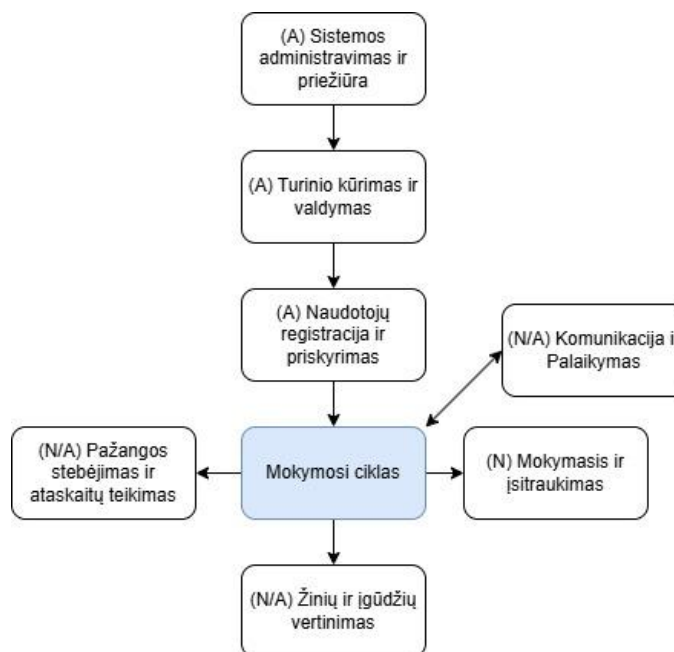 (A) Sistemos
administravimas ir
priežiūra
(A) Turinio kūrimas ir
valdymas
(A) Naudotojų
registracija ir
priskyrimas
(N/A) Komunikacija i
Palaikymas
(N/A) Pažangos
stebėjimas ir
ataskaitų teikimas
Mokymosi ciklas
(N) Mokymasis ir
įsitraukimas
(N/A) Žinių ir įgūdžių
vertinimas